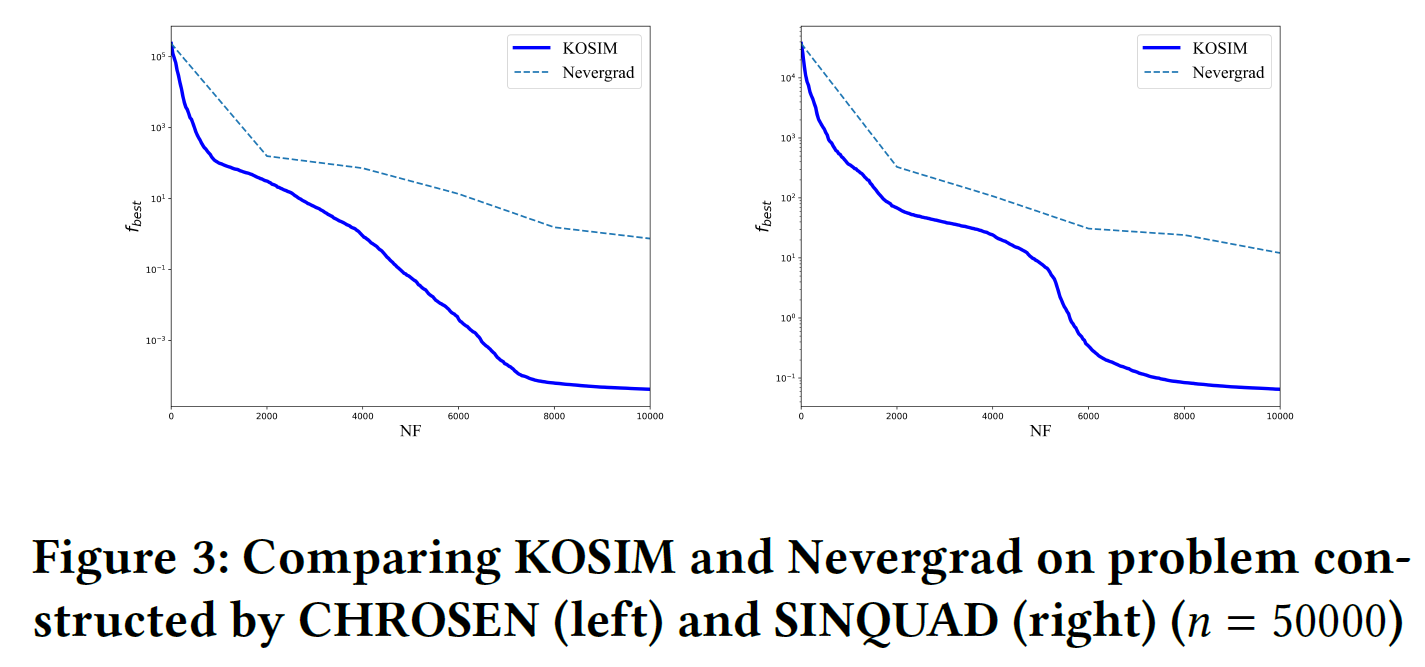 KOSIM
Nevergrad
10^5
10^3
10^1
10^-1
10^-3
f_best
0 2000 4000 6000 8000 10000
NF
KOSIM
Nevergrad
10^4
10^3
10^2
10^1
10^0
10^-1
f_best
0 2000 4000 6000 8000 10000
NF
Figure 3: Comparing KOSIM and Nevergrad on problem con-
structed by CHROSEN (left) and SINQUAD (right) (n = 50000)